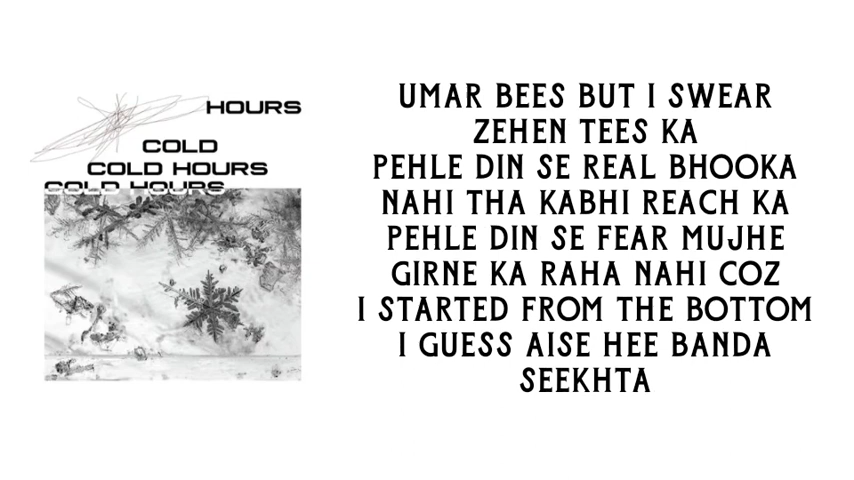 HOURS
COLD
COLD HOURS
COLD HOURS
UMAR BEES BUT I SWEAR
ZEHEN TEES KA
PEHLE DIN SE REAL BHOOKA
NAHI THA KABHI REACH KA
PEHLE DIN SE FEAR MUJHE
GIRNE KA RAHA NAHI COZ
I STARTED FROM THE BOTTOM
I GUESS AISE HEE BANDA
SEEKHTA